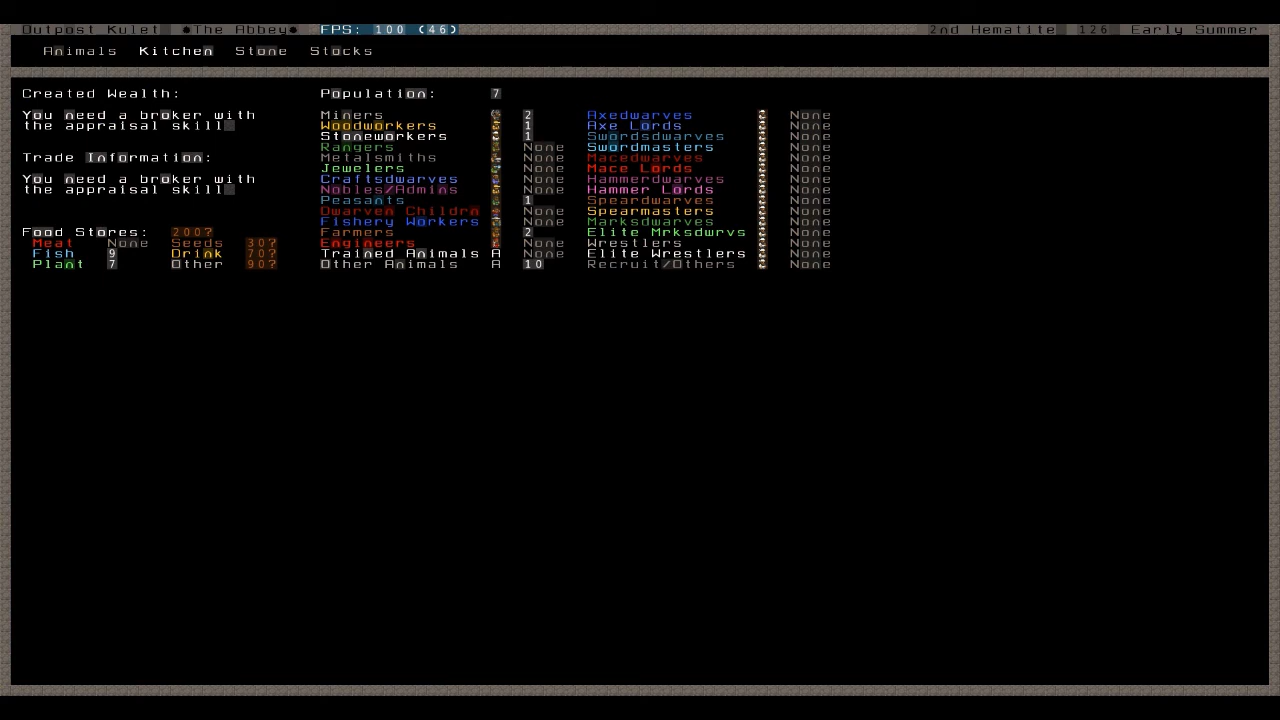 Outpost Kulet •The Abbey• FPS: 100 (46) 2nd Hematite 126 Early Summer
Animals Kitchen Stone Stocks
Created Wealth: Population: 7
You need a broker with Miners 2 Axedwarves None
the appraisal skill Woodworkers 1 Axe Lords None
Stoneworkers 1 Swordsdwarves None
Trade Information: Rangers None Swordmasters None
Metalsmiths None Macedwarves None
You need a broker with Jewelers None Mace Lords None
the appraisal skill Craftsdwarves None Hammerdwarves None
Nobles/Admins None Hammer Lords None
Peasants 1 Speardwarves None
Dwarven Childrn None Spearmasters None
Fishery Workers None Marksdwarves None
Food Stores: 200? Farmers 2 Elite Mrksdwrvs None
Meat None Seeds 30? Engineers None Wrestlers None
Fish 9 Drink 70? Trained Animals A None Elite Wrestlers None
Plant 7 Other 90? Other Animals A 10 Recruit/Others None